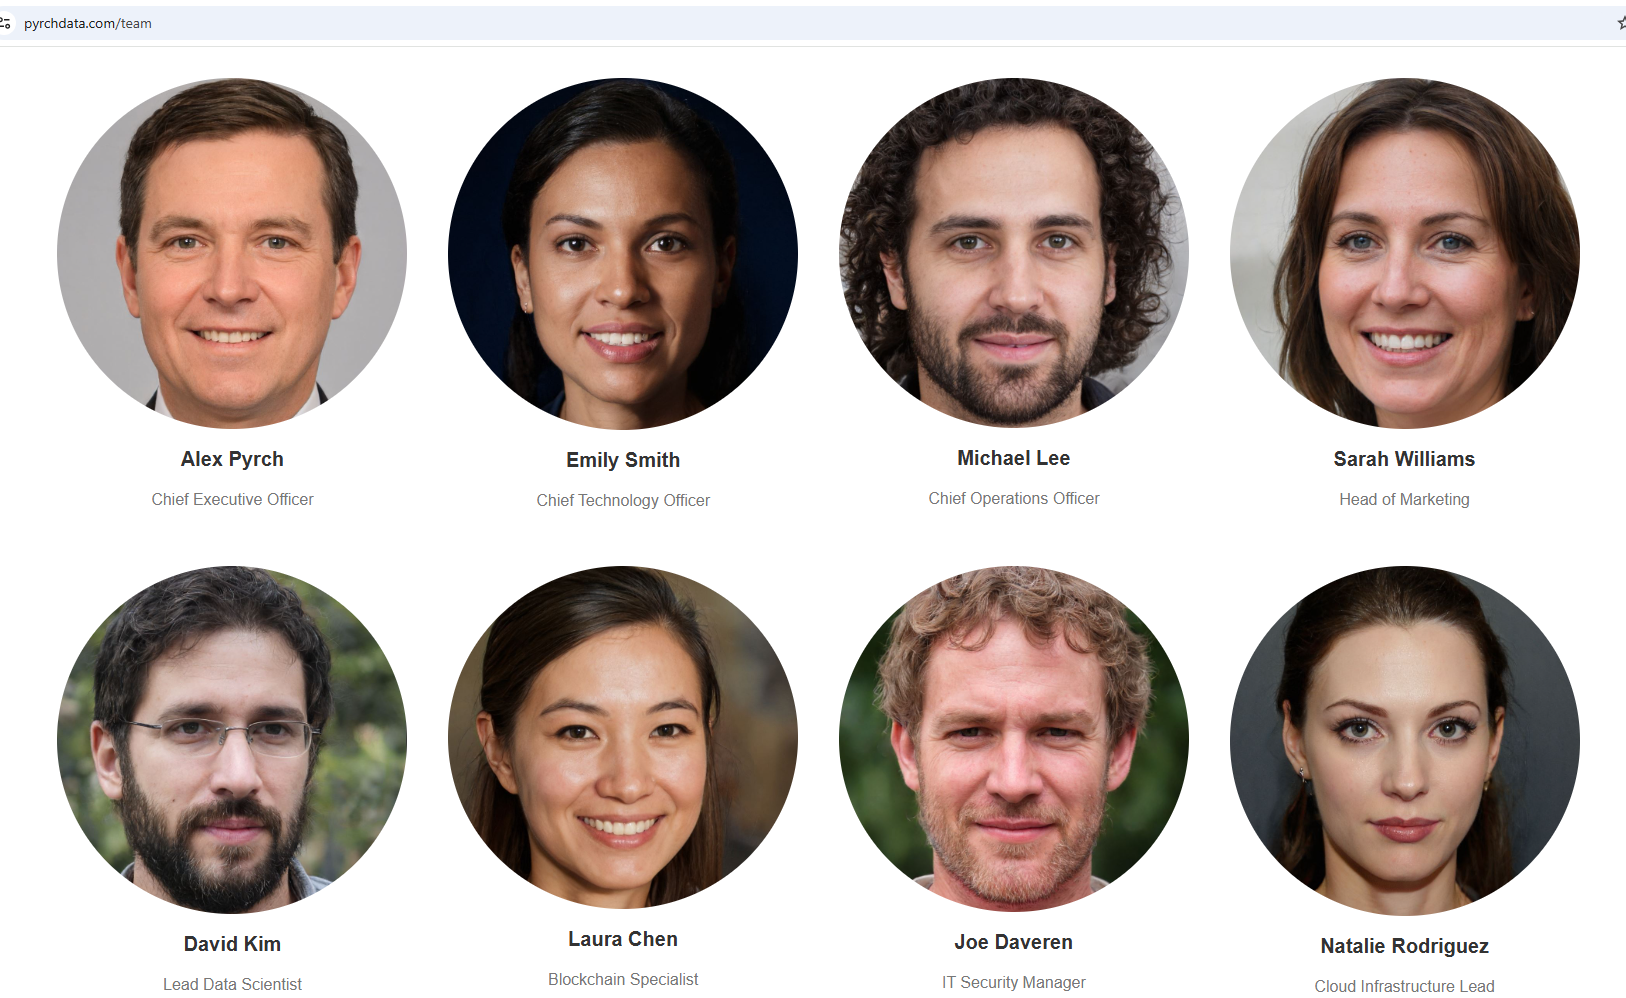 pyrchdata.com/team
Alex Pyrch
Chief Executive Officer
Emily Smith
Chief Technology Officer
Michael Lee
Chief Operations Officer
Sarah Williams
Head of Marketing
David Kim
Lead Data Scientist
Laura Chen
Blockchain Specialist
Joe Daveren
IT Security Manager
Natalie Rodriguez
Cloud Infrastructure Lead